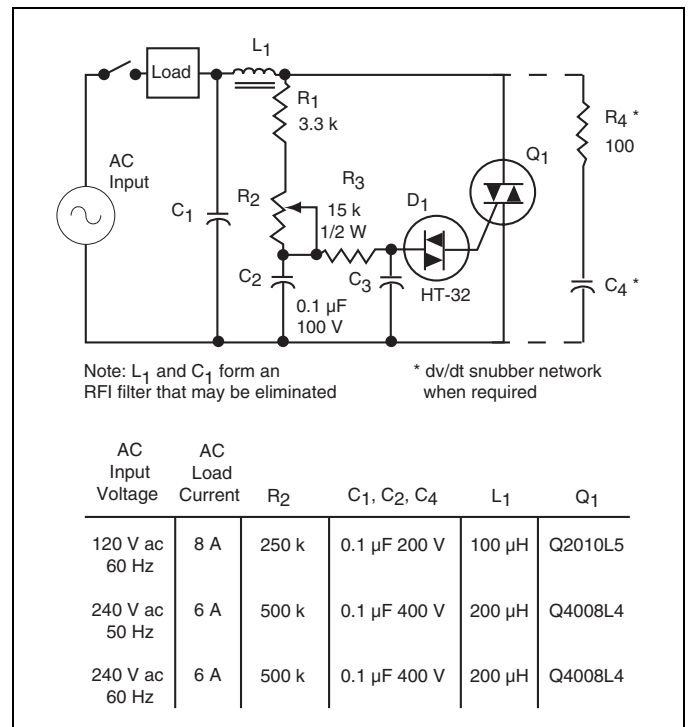 L1
Load
R1
3.3 k
R4 *
100
AC
Input
Q1
R3
R2
15 k
1/2 W
D1
C1
C2
C3
HT-32
C4 *
0.1 µF
100 V
Note: L1 and C1 form an
RFI filter that may be eliminated
* dv/dt snubber network
when required
AC
Input
Voltage
AC
Load
Current
R2
C1, C2, C4
L1
Q1
120 V ac
60 Hz
8 A
250 k
0.1 µF 200 V
100 µH
Q2010L5
240 V ac
50 Hz
6 A
500 k
0.1 µF 400 V
200 µH
Q4008L4
240 V ac
60 Hz
6 A
500 k
0.1 µF 400 V
200 µH
Q4008L4